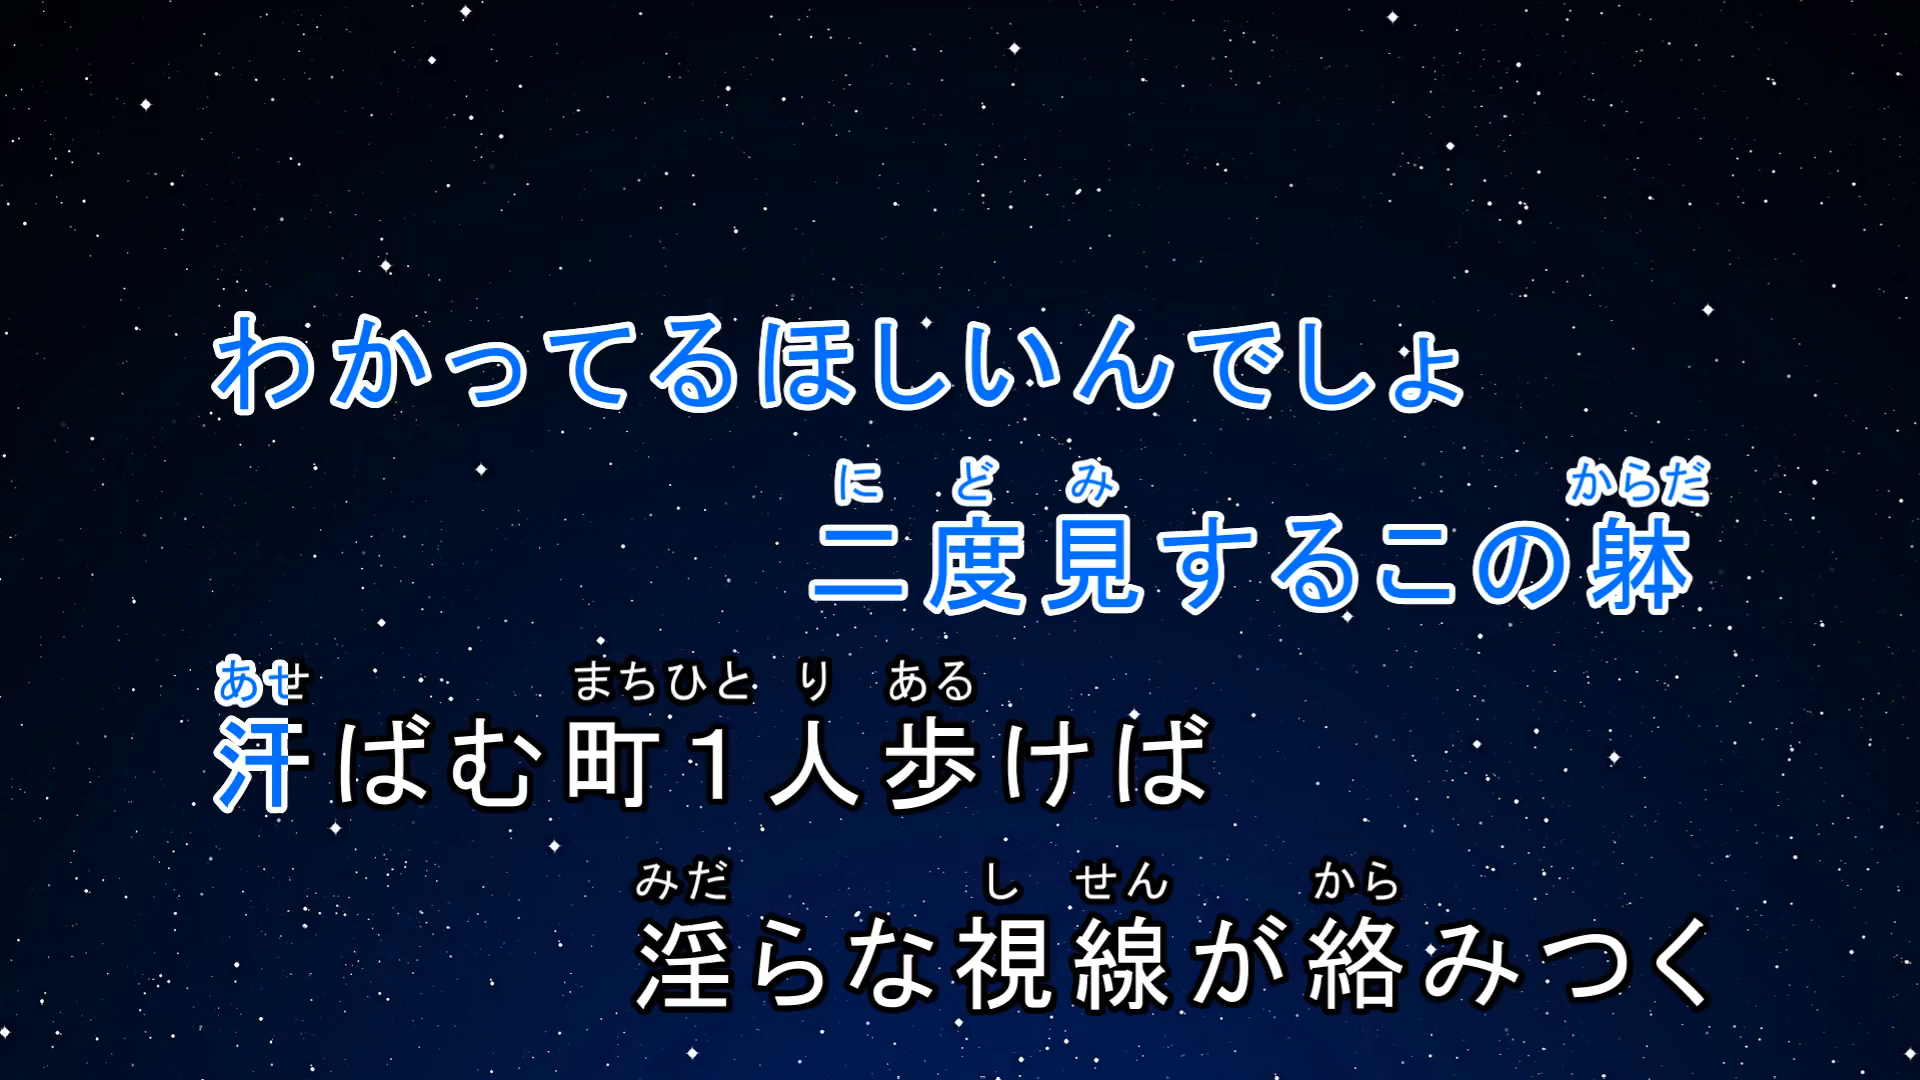 わかってるほしいんでしょ
に ど み からだ
二度見するこの躰
あせ まちひと り ある
汗ばむ町１人歩けば
みだ し せん から
淫らな視線が絡みつく